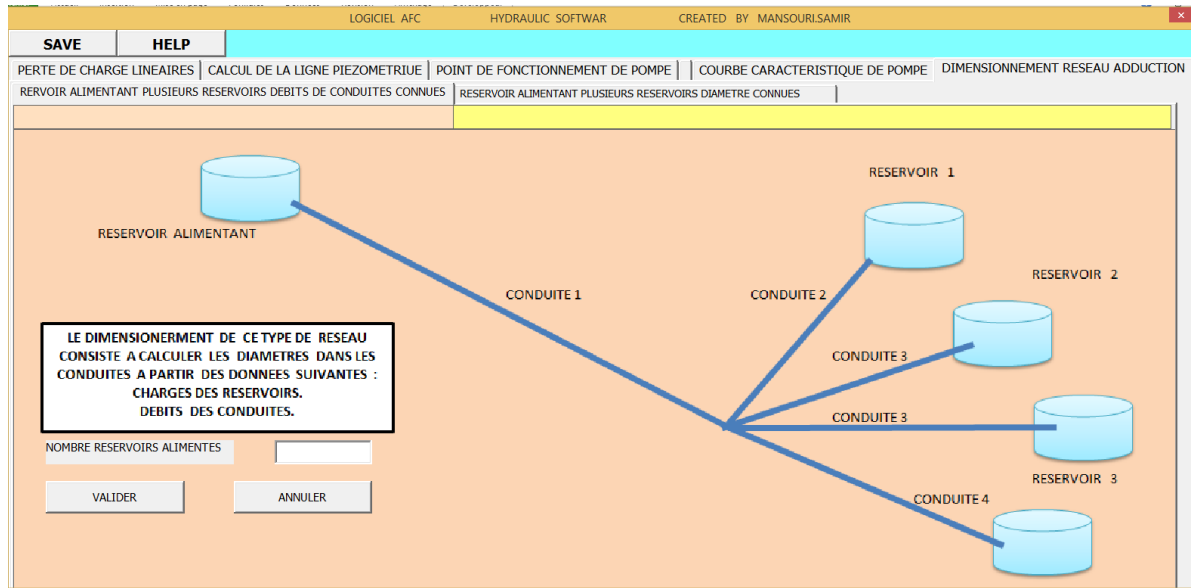 LOGICIEL AFC HYDRAULIC SOFTWAR CREATED BY MANSOURI.SAMIR
SAVE HELP
PERTE DE CHARGE LINEAIRES CALCUL DE LA LIGNE PIEZOMETRIUE POINT DE FONCTIONNEMENT DE POMPE COURBE CARACTERISTIQUE DE POMPE DIMENSIONNEMENT RESEAU ADDUCTION
RERVOIR ALIMENTANT PLUSIEURS RESERVOIRS DEBITS DE CONDUITES CONNUES RESERVOIR ALIMENTANT PLUSIEURS RESERVOIRS DIAMETRE CONNUES
RESERVOIR 1
RESERVOIR ALIMENTANT
RESERVOIR 2
CONDUITE 1
CONDUITE 2
LE DIMENSIONERMENT DE CE TYPE DE RESEAU
CONSISTE A CALCULER LES DIAMETRES DANS LES
CONDUITES A PARTIR DES DONNEES SUIVANTES :
CHARGES DES RESERVOIRS.
DEBITS DES CONDUITES.
CONDUITE 3
CONDUITE 3
NOMBRE RESERVOIRS ALIMENTES
RESERVOIR 3
VALIDER ANNULER
CONDUITE 4